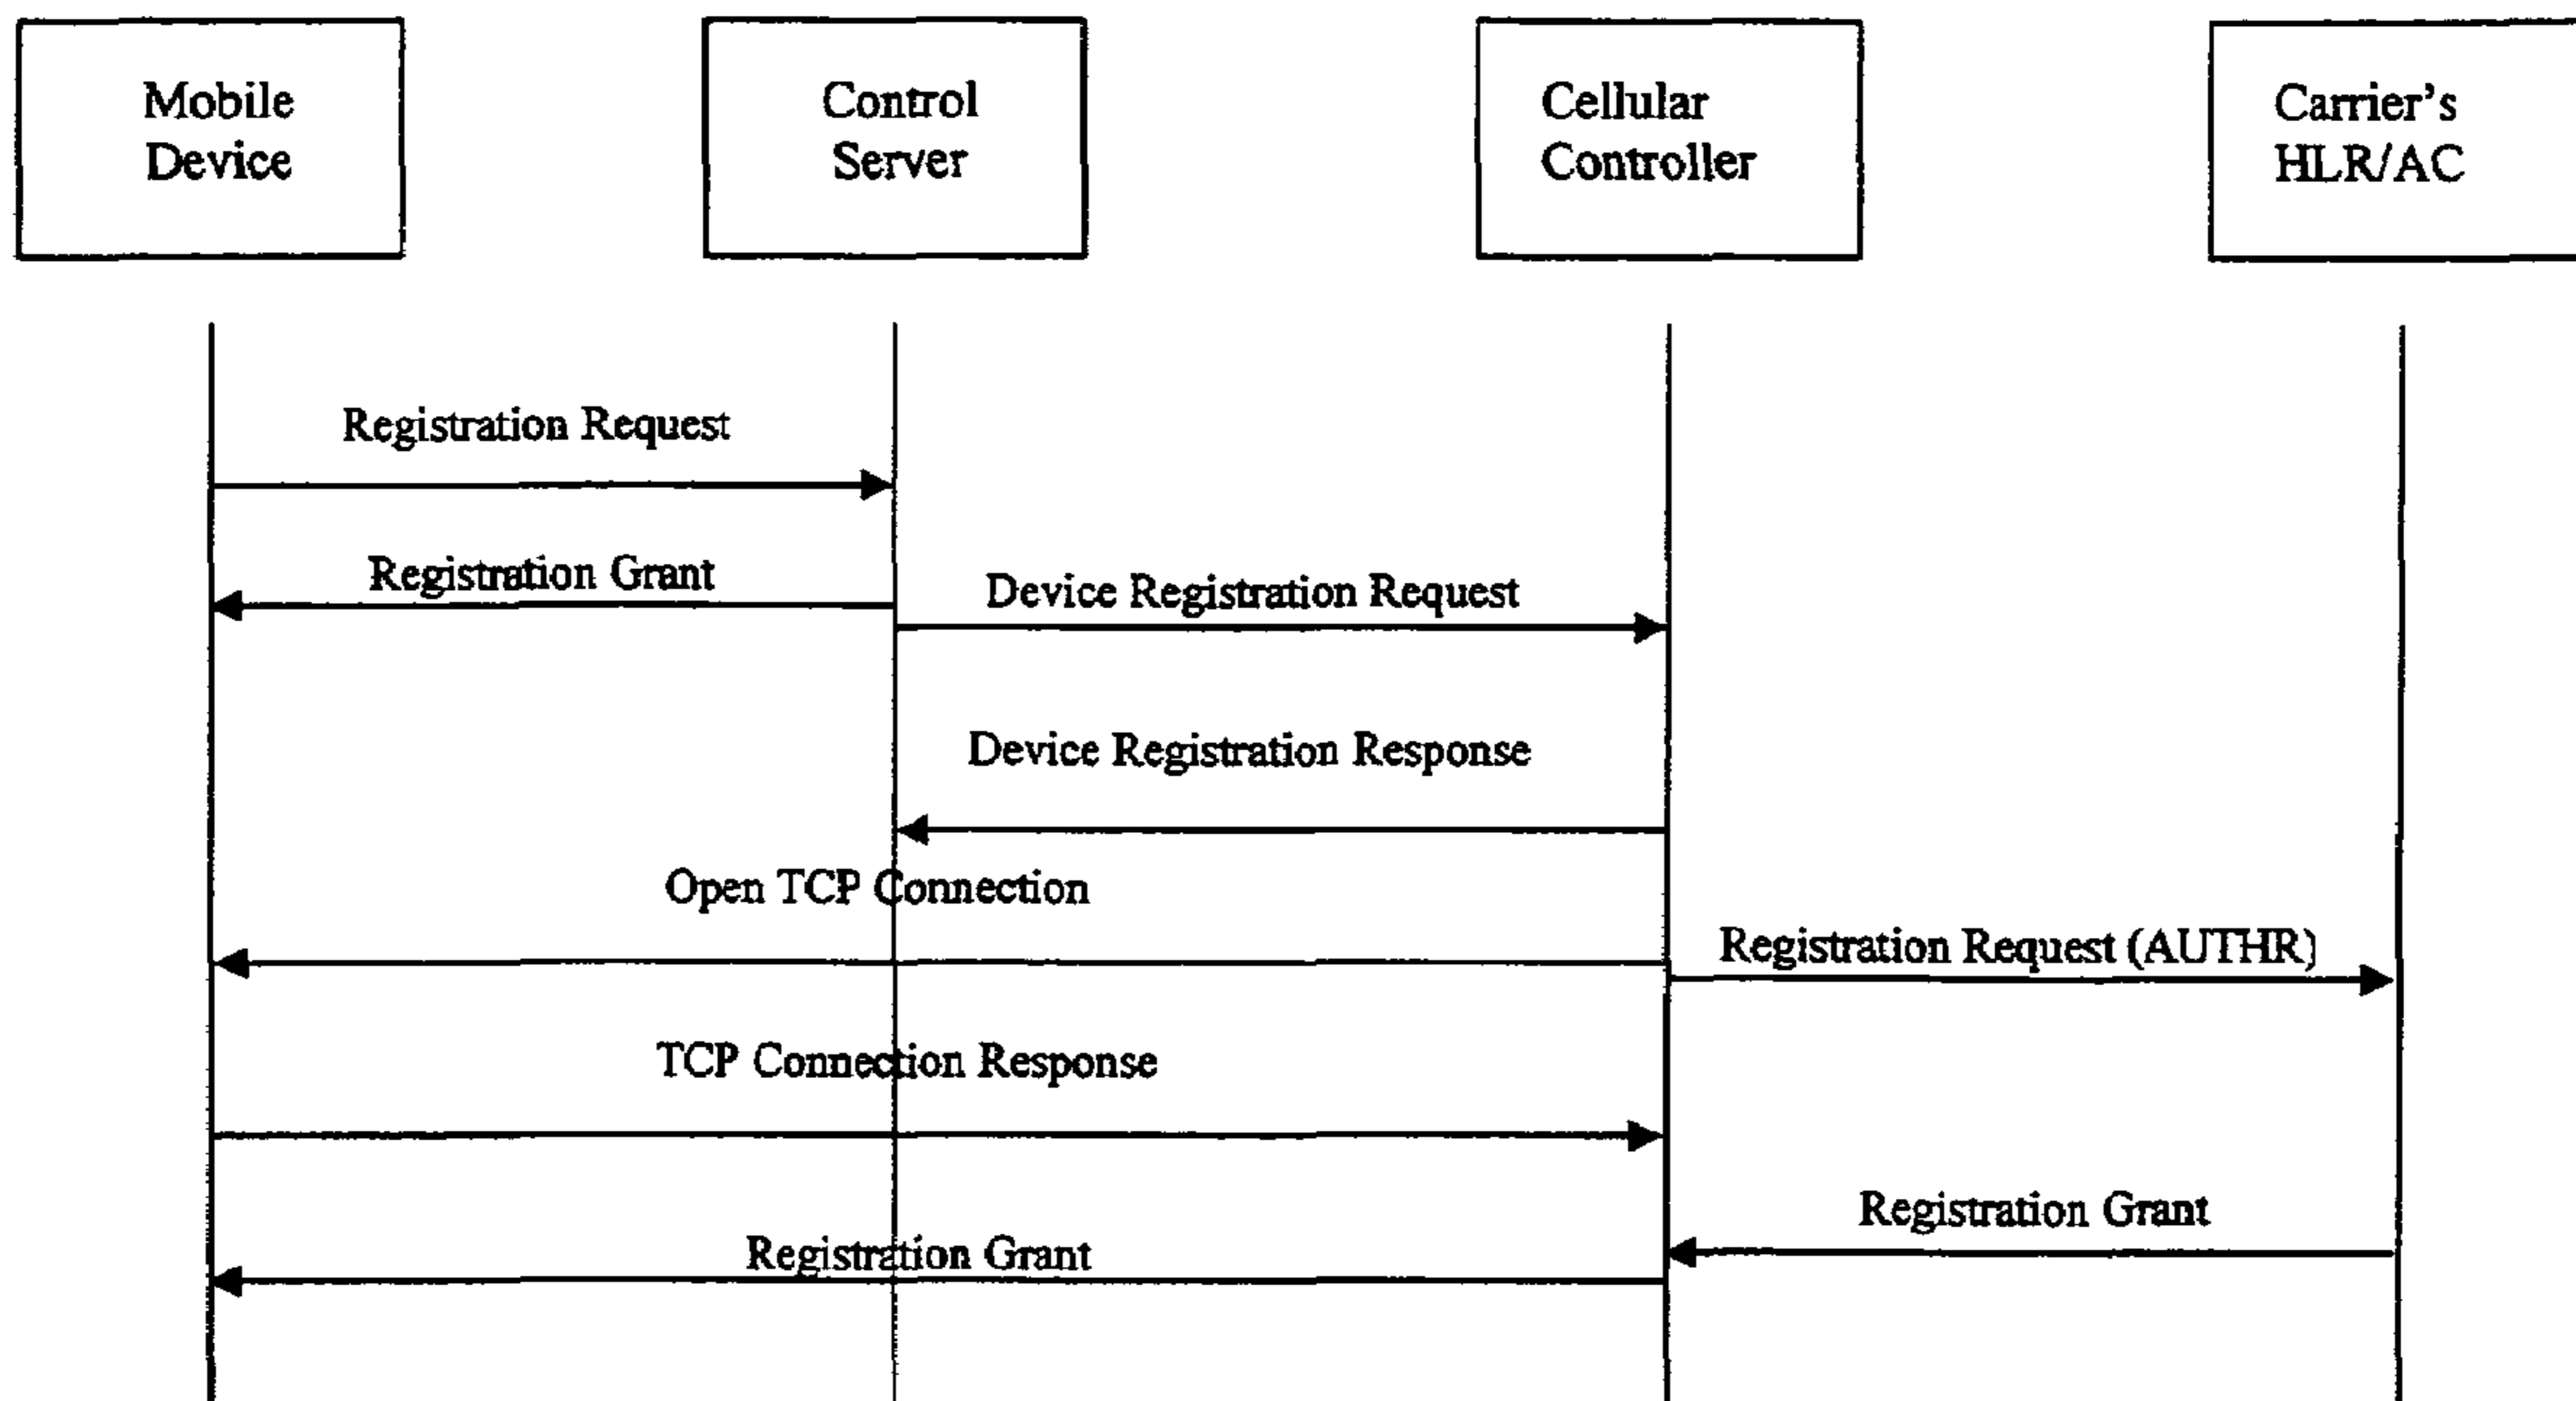 Mobile
Device
Control
Server
Cellular
Controller
Carrier's
HLR/AC
Registration Request
Registration Grant
Device Registration Request
Device Registration Response
Open TCP Connection
Registration Request (AUTHR)
TCP Connection Response
Registration Grant
Registration Grant